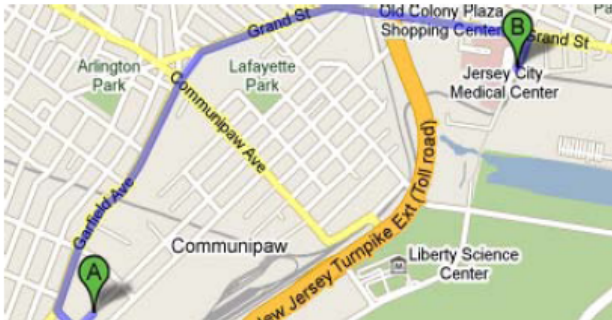 Old Colony Plaza
Shopping Center
B
Grand St
Grand St
Jersey City
Medical Center
Arlington
Park
Lafayette
Park
Communipaw Ave
Garfield Ave
New Jersey Turnpike Ext (Toll road)
Communipaw
Liberty Science
Center
A